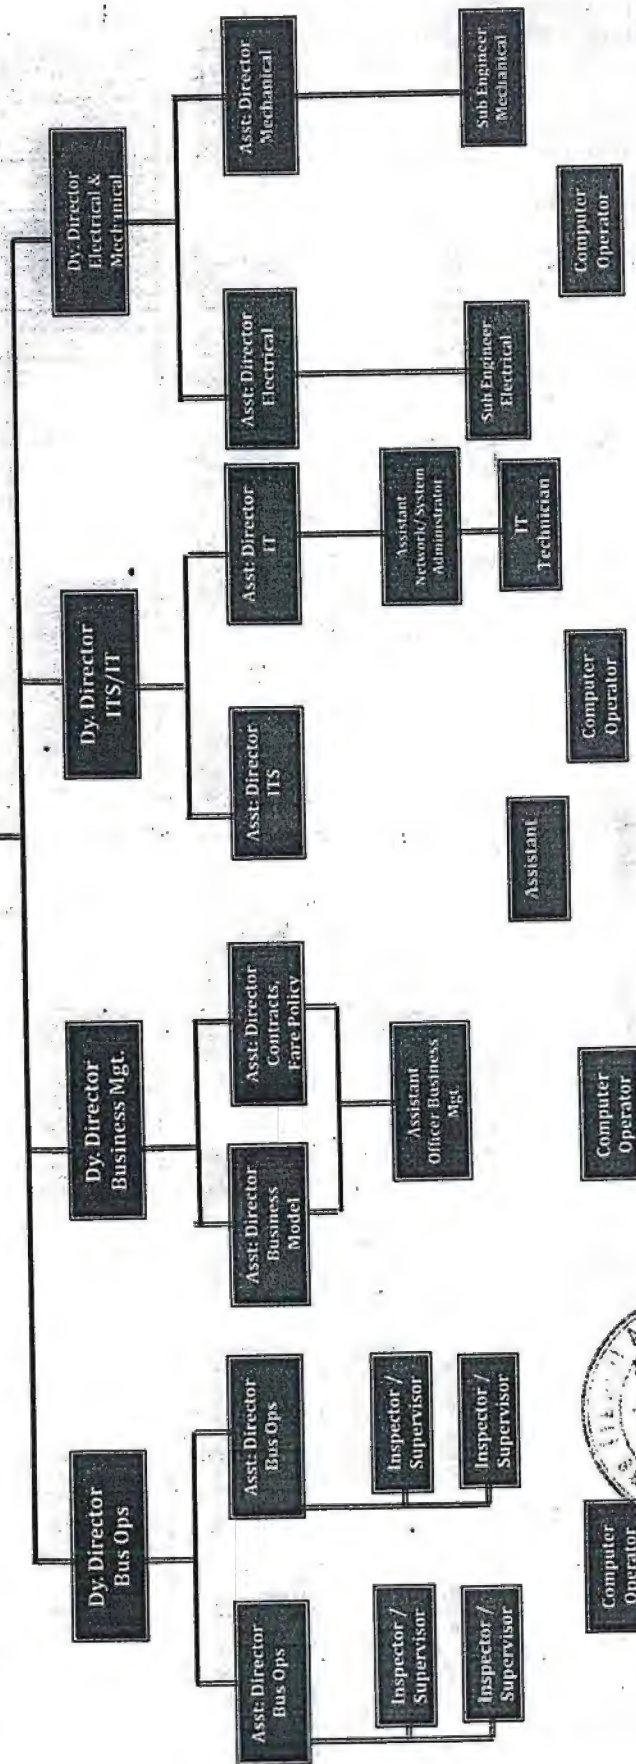 Dy. Director
Bus Ops
Dy. Director
Business Mgt.
Dy. Director
ITS/IT
Dy. Director
Electrical &
Mechanical
Asst: Director
Bus Ops
Asst: Director
Bus Ops
Asst: Director
Business
Model
Asst: Director
Contracts,
Fare Policy
Asst: Director
ITS
Asst: Director
IT
Asst: Director
Electrical
Asst: Director
Mechanical
Inspector /
Supervisor
Inspector /
Supervisor
Inspector /
Supervisor
Inspector /
Supervisor
Assistant
Officer Business
Mgt
Assistant
Network/System
Administrator
IT
Technician
Sub Engineer
Electrical
Sub Engineer
Mechanical
Assistant
Computer
Operator
Computer
Operator
Computer
Operator
Computer
Operator